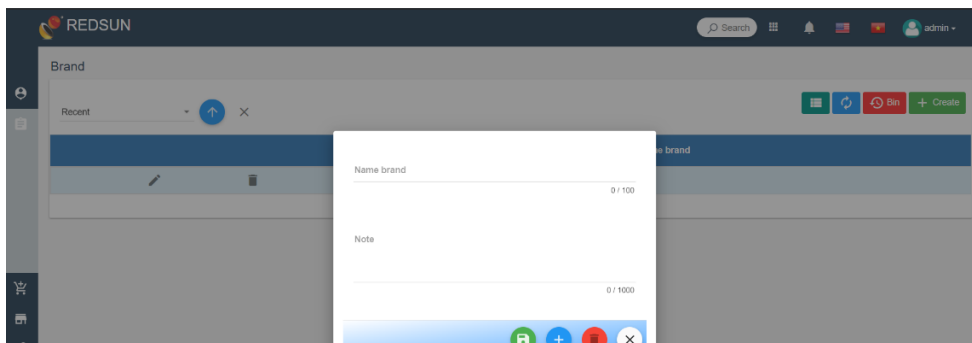 REDSUN
Search
admin
Brand
Recent
Bin
+ Create
e brand
Name brand
0 / 100
Note
0 / 1000